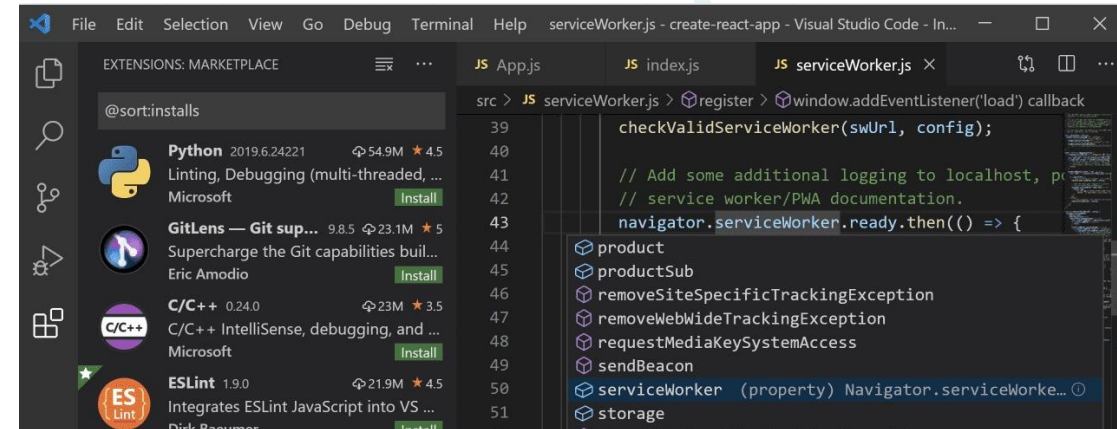 File Edit Selection View Go Debug Terminal Help serviceWorker.js - create-react-app - Visual Studio Code - In...
EXTENSIONS: MARKETPLACE
@sort:installs
Python 2019.6.24221 54.9M ★ 4.5
Linting, Debugging (multi-threaded, ...
Microsoft Install
GitLens — Git sup... 9.8.5 23.1M ★ 5
Supercharge the Git capabilities buil...
Eric Amodio Install
C/C++ 0.24.0 23M ★ 3.5
C/C++
C/C++ IntelliSense, debugging, and ...
Microsoft Install
ESLint 1.9.0 21.9M ★ 4.5
ES
Lint
Integrates ESLint JavaScript into VS ...
Dirk Baeumer Install
JS App.js JS index.js JS serviceWorker.js
src > JS serviceWorker.js > register > window.addEventListener('load') callback
39 checkValidServiceWorker(swUrl, config);
40
41 // Add some additional logging to localhost,
42 // service worker/PWA documentation.
43 navigator.serviceWorker.ready.then(() => {
44 product
45 productSub
46 removeSiteSpecificTrackingException
47 removeWebWideTrackingException
48 requestMediaKeySystemAccess
49 sendBeacon
50 serviceWorker (property) Navigator.serviceWorke...
51 storage